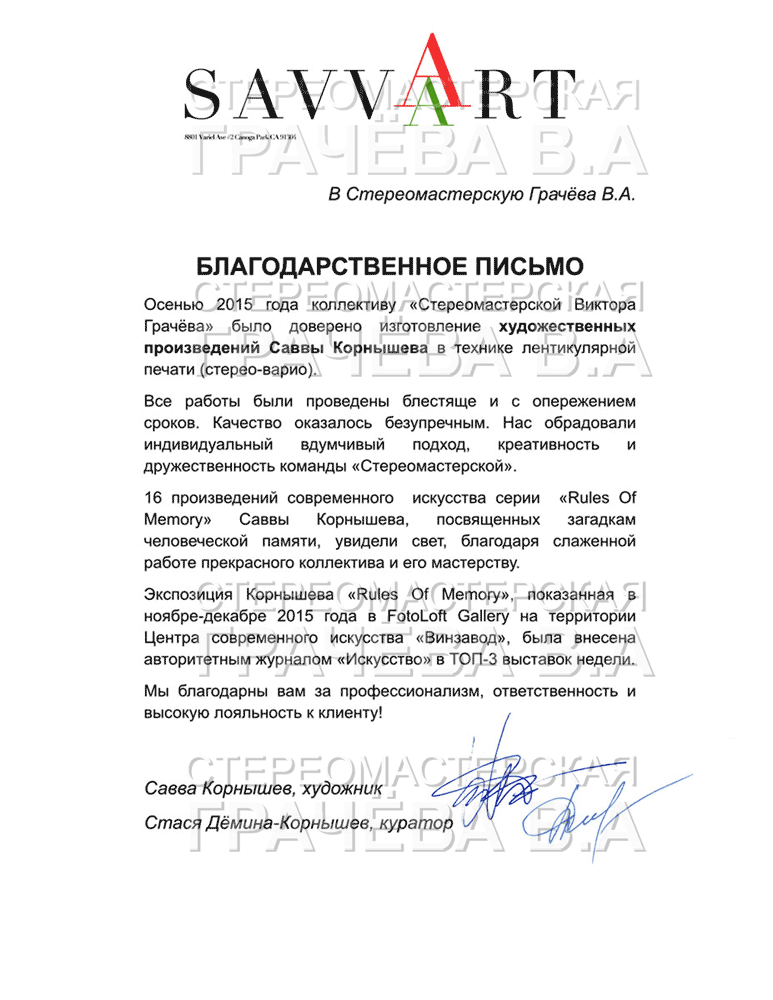 SAVVART
8801 Variel Ave #2 Canoga Park CA 91304
В Стереомастерскую Грачёва В.А.
БЛАГОДАРСТВЕННОЕ ПИСЬМО
Осенью 2015 года коллективу «Стереомастерской Виктора
Грачёва» было доверено изготовление художественных
произведений Саввы Корнышева в технике лентикулярной
печати (стерео-варио).
Все работы были проведены блестяще и с опережением
сроков. Качество оказалось безупречным. Нас обрадовали
индивидуальный вдумчивый подход, креативность и
дружественность команды «Стереомастерской».
16 произведений современного искусства серии «Rules Of
Memory» Саввы Корнышева, посвященных загадкам
человеческой памяти, увидели свет, благодаря слаженной
работе прекрасного коллектива и его мастерству.
Экспозиция Корнышева «Rules Of Memory», показанная в
ноябре-декабре 2015 года в FotoLoft Gallery на территории
Центра современного искусства «Винзавод», была внесена
авторитетным журналом «Искусство» в ТОП-3 выставок недели.
Мы благодарны вам за профессионализм, ответственность и
высокую лояльность к клиенту!
Савва Корнышев, художник
Стася Дёмина-Корнышев, куратор
СТЕРЕОМАСТЕРСКАЯ
ГРАЧЁВА В.А
СТЕРЕОМАСТЕРСКАЯ
ГРАЧЁВА В.А
СТЕРЕОМАСТЕРСКАЯ
ГРАЧЁВА В.А
СТЕРЕОМАСТЕРСКАЯ
ГРАЧЁВА В.А